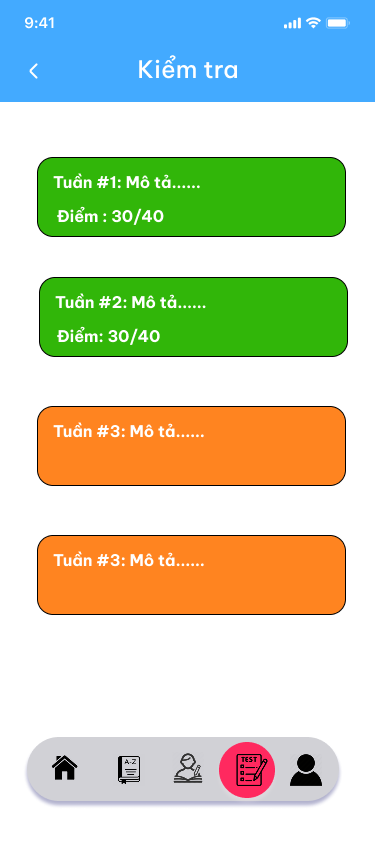 9:41
Kiểm tra
Tuần #1: Mô tả......
Điểm : 30/40
Tuần #2: Mô tả......
Điểm: 30/40
Tuần #3: Mô tả......
Tuần #3: Mô tả......
A-Z
TEST